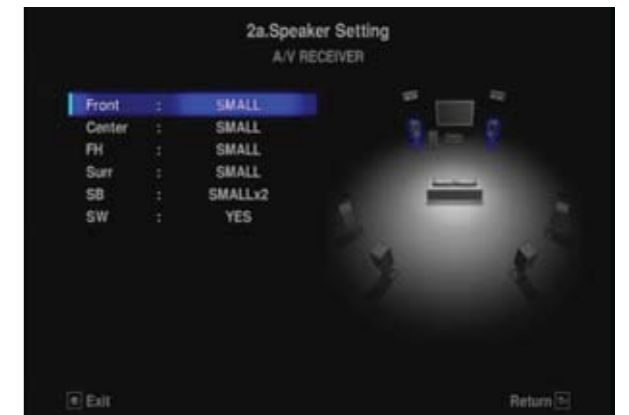 2a.Speaker Setting
A/V RECEIVER
Front : SMALL
Center : SMALL
FH : SMALL
Surr : SMALL
SB : SMALLx2
SW : YES
Exit
Return